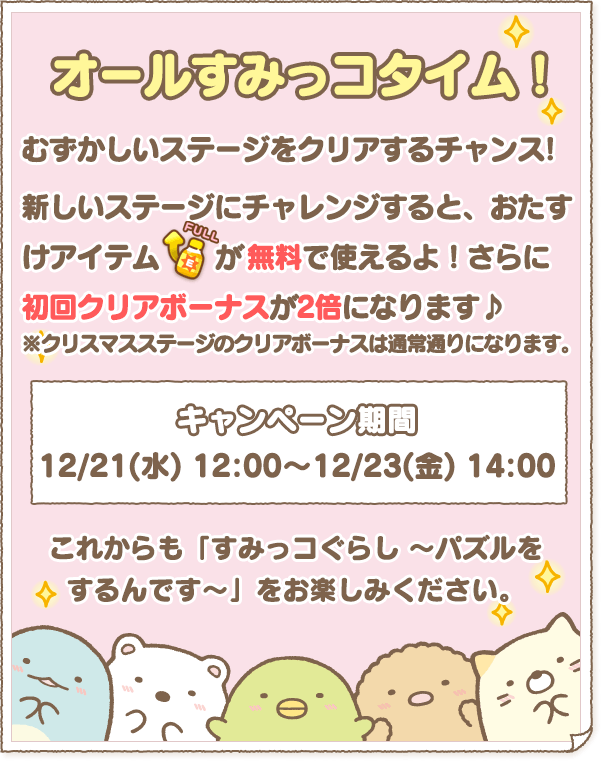 オールすみっコタイム！
むずかしいステージをクリアするチャンス!
新しいステージにチャレンジすると、おたす
けアイテム FULL E が無料で使えるよ！さらに
初回クリアボーナスが2倍になります♪
※クリスマスステージのクリアボーナスは通常通りになります。
キャンペーン期間
12/21(水) 12:00～12/23(金) 14:00
これからも「すみっコぐらし ～パズルを
するんです～」をお楽しみください。